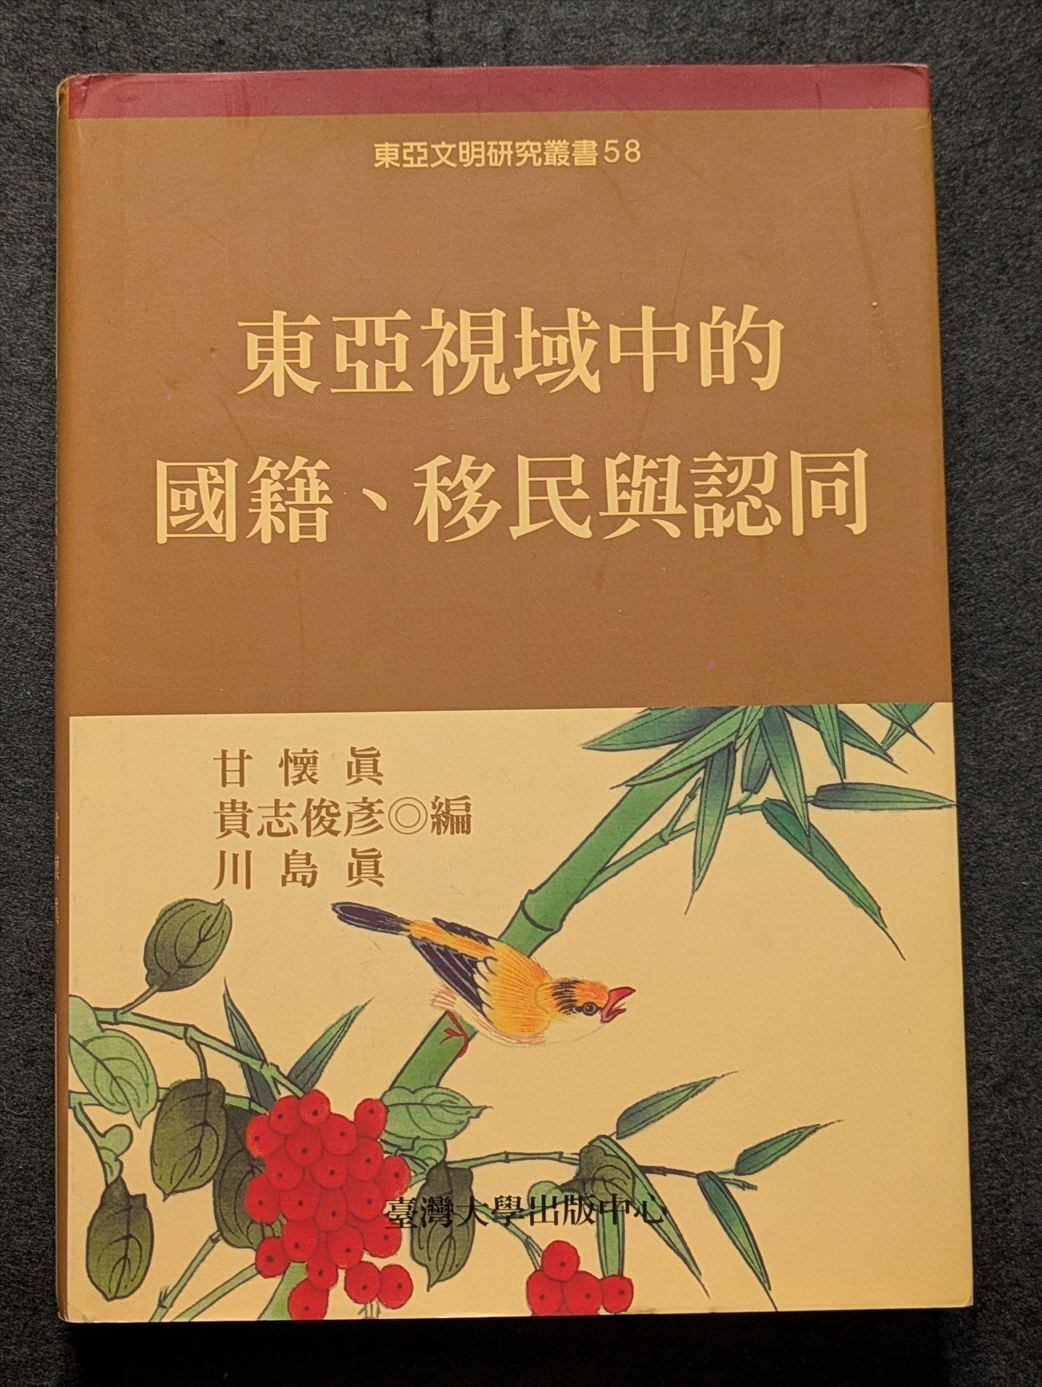 東亞文明研究叢書58
東亞視域中的
國籍、移民與認同
甘懷眞
貴志俊彥◎編
川島眞
臺灣大學出版中心